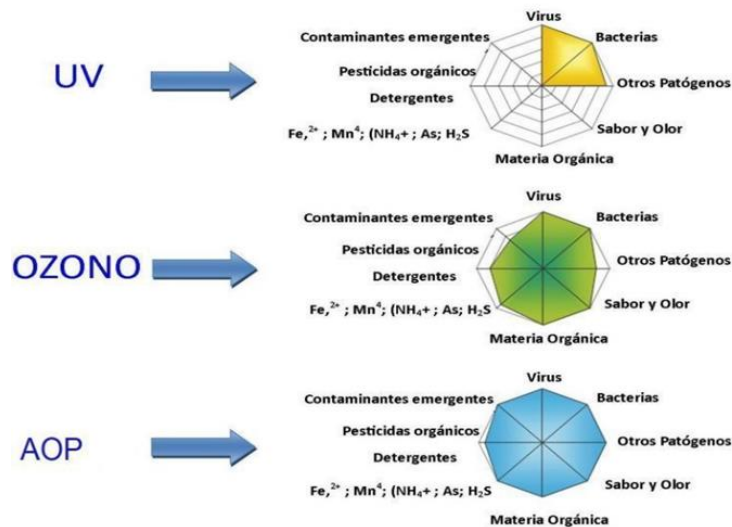 Virus
Contaminantes emergentes
Bacterias
UV
Pesticidas orgánicos
Otros Patógenos
Detergentes
Fe,²⁺ ; Mn⁴; (NH₄+ ; As; H₂S
Sabor y Olor
Materia Orgánica
Virus
Contaminantes emergentes
Bacterias
OZONO
Pesticidas orgánicos
Otros Patógenos
Detergentes
Fe,²⁺ ; Mn⁴; (NH₄+ ; As; H₂S
Sabor y Olor
Materia Orgánica
Virus
Contaminantes emergentes
Bacterias
AOP
Pesticidas orgánicos
Otros Patógenos
Detergentes
Fe,²⁺ ; Mn⁴; (NH₄+ ; As; H₂S
Sabor y Olor
Materia Orgánica